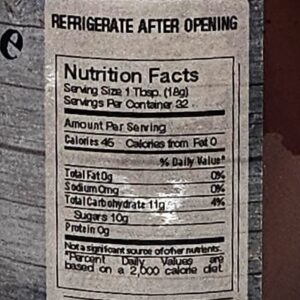 REFRIGERATE AFTER OPENING
e
Nutrition Facts
Serving Size 1 Tbsp. (18g)
Servings Per Container 32
Amount Per Serving
Calories 45 Calories from Fat 0
% Daily Value*
Total Fat 0g 0%
Sodium 0mg 0%
Total Carbohydrate 11g 4%
Sugars 10g
Protein 0g
Not a significant source of other nutrients.
*Percent Daily Values are
based on a 2,000 calorie diet.